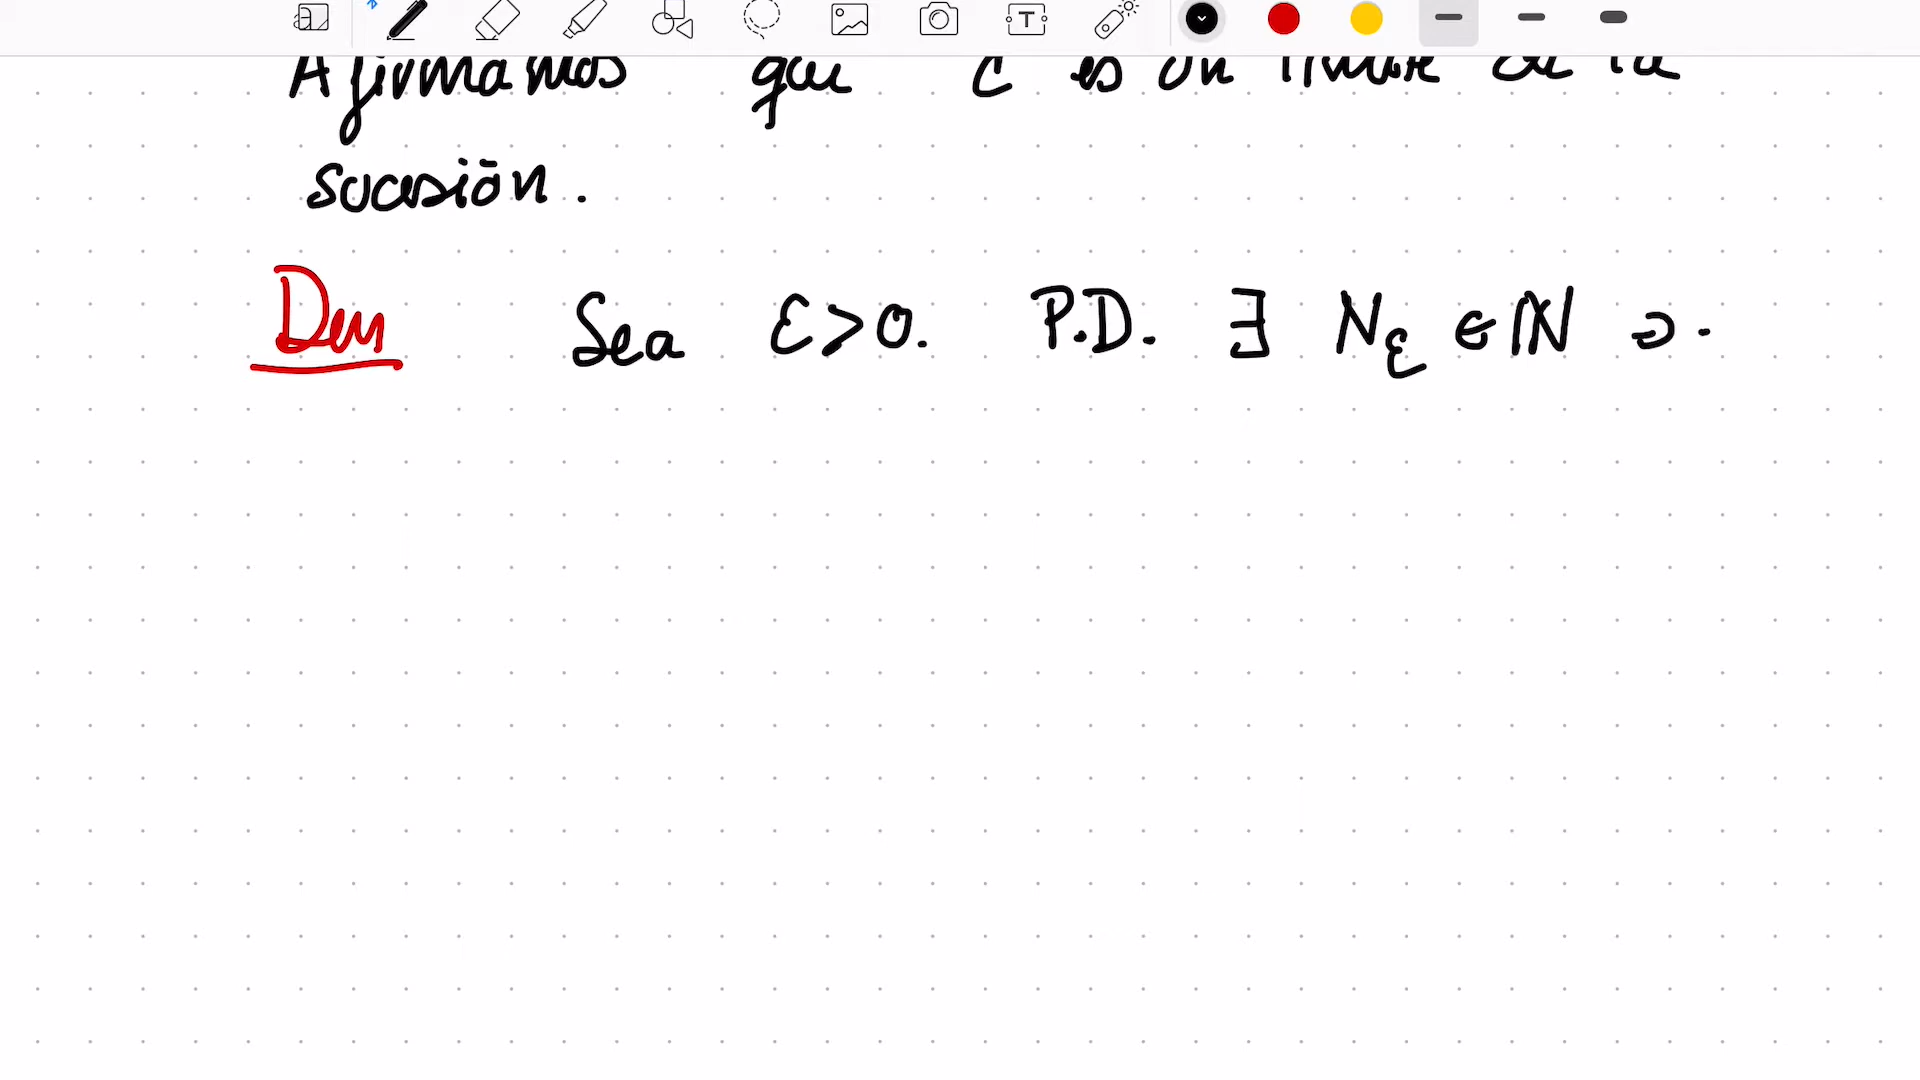 Afirmamos que C es un límite de la
sucesión.
Dem Sea ε>0. P.D. ∃ Nε ∈ ℕ ∋.